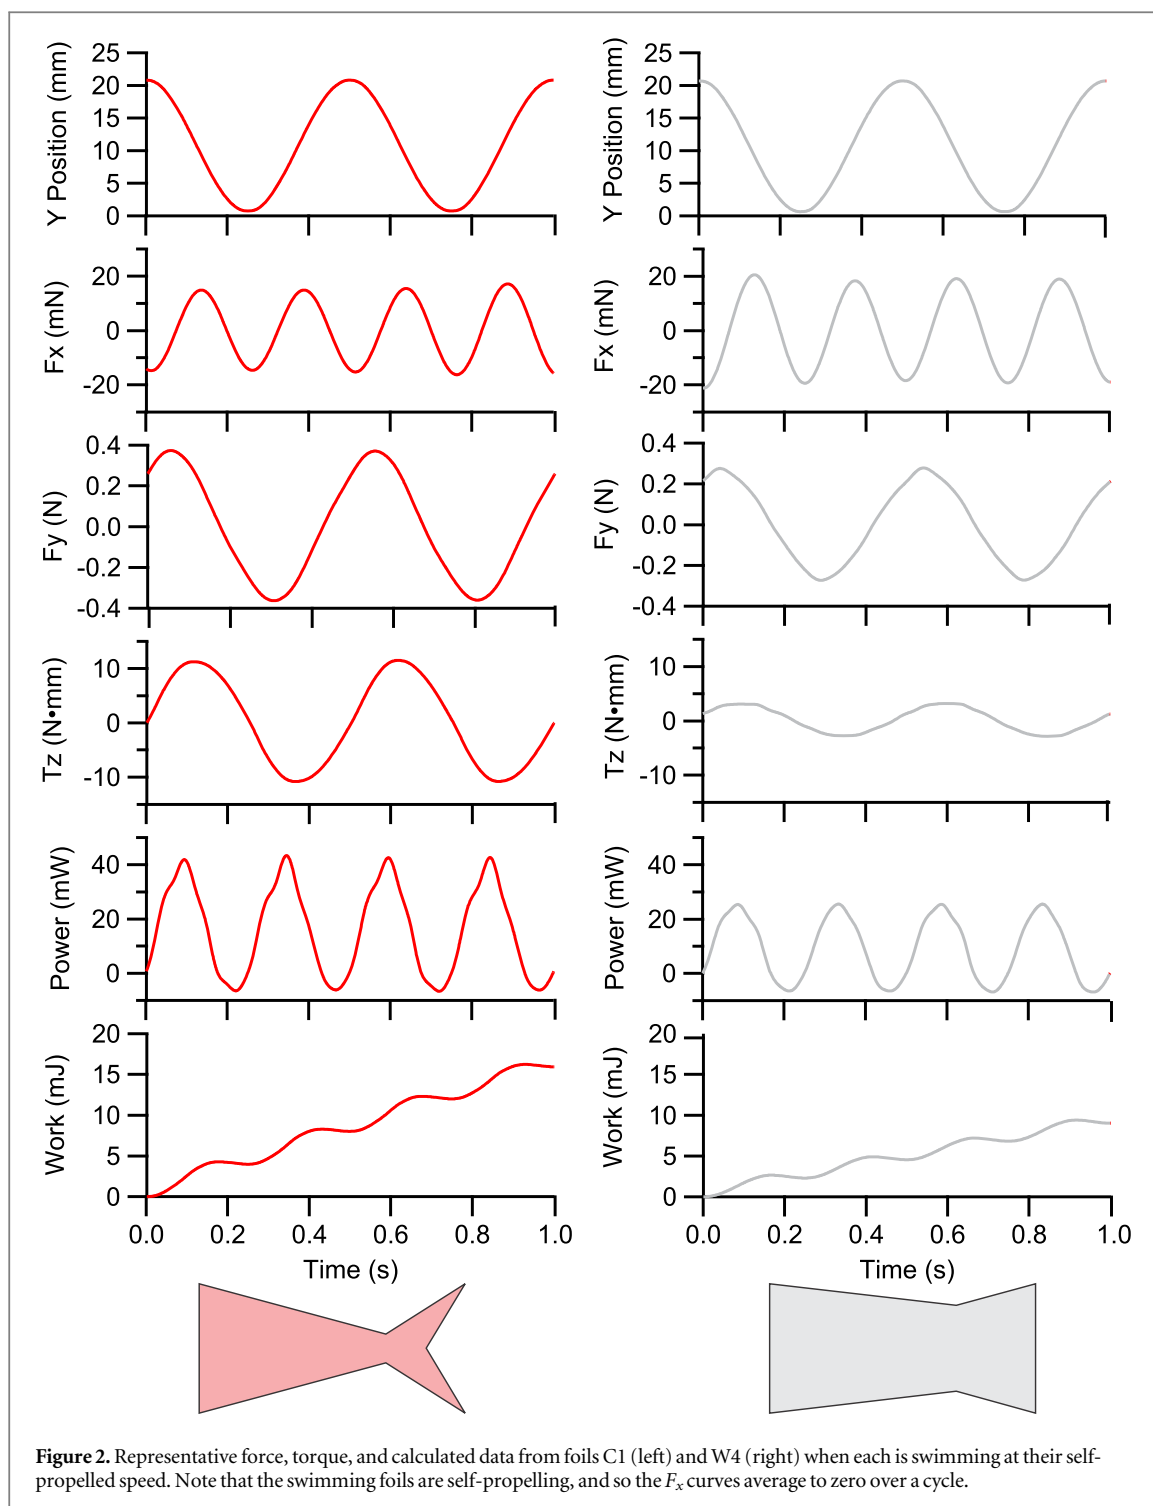 25
20
15
10
5
0
Y Position (mm)
25
20
15
10
5
0
Y Position (mm)
20
0
-20
Fx (mN)
20
0
-20
Fx (mN)
0.4
0.2
0.0
-0.2
-0.4
Fy (N)
0.4
0.2
0.0
-0.2
-0.4
Fy (N)
10
0
-10
Tz (N•mm)
10
0
-10
Tz (N•mm)
40
20
0
Power (mW)
40
20
0
Power (mW)
20
15
10
5
0
Work (mJ)
20
15
10
5
0
Work (mJ)
0.0 0.2 0.4 0.6 0.8 1.0
Time (s)
0.0 0.2 0.4 0.6 0.8 1.0
Time (s)
Figure 2. Representative force, torque, and calculated data from foils C1 (left) and W4 (right) when each is swimming at their self-
propelled speed. Note that the swimming foils are self-propelling, and so the Fx curves average to zero over a cycle.